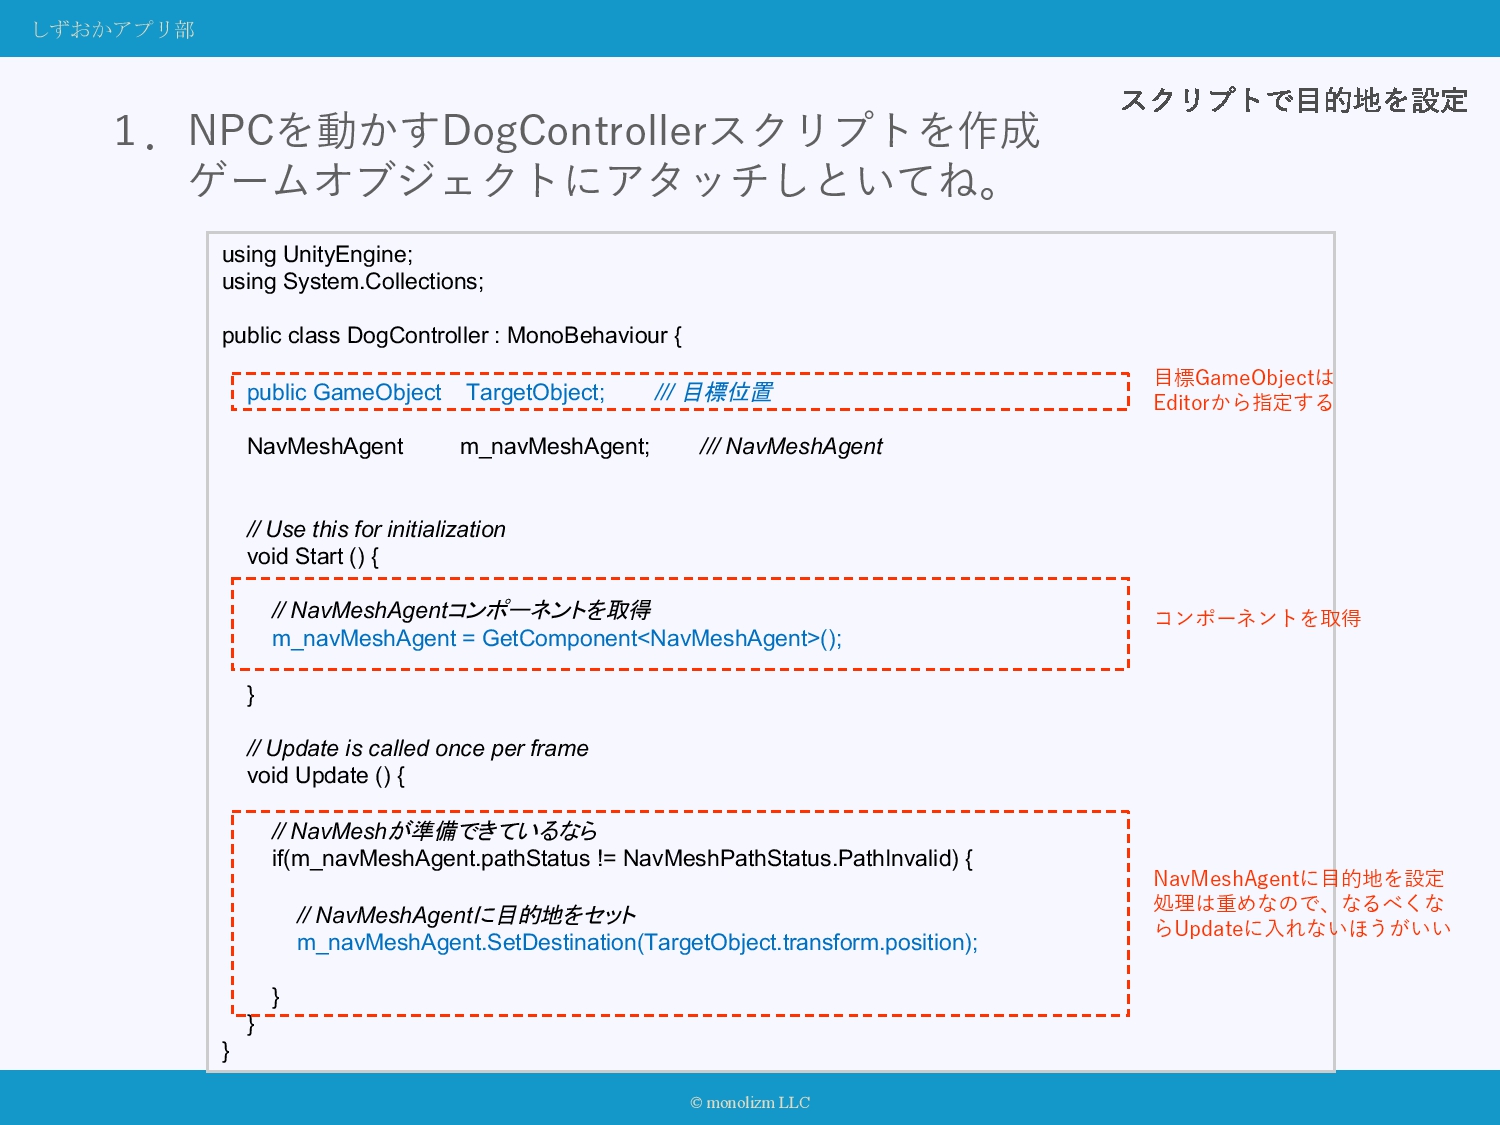 しずおかアプリ部
スクリプトで目的地を設定
1． NPCを動かすDogControllerスクリプトを作成
ゲームオブジェクトにアタッチしといてね。
using UnityEngine;
using System.Collections;
public class DogController : MonoBehaviour {
public GameObject TargetObject; /// 目標位置
目標GameObjectは
Editorから指定する
NavMeshAgent m_navMeshAgent; /// NavMeshAgent
// Use this for initialization
void Start () {
// NavMeshAgentコンポーネントを取得
m_navMeshAgent = GetComponent<NavMeshAgent>();
コンポーネントを取得
}
// Update is called once per frame
void Update () {
// NavMeshが準備できているなら
if(m_navMeshAgent.pathStatus != NavMeshPathStatus.PathInvalid) {
// NavMeshAgentに目的地をセット
m_navMeshAgent.SetDestination(TargetObject.transform.position);
NavMeshAgentに目的地を設定
処理は重めなので、なるべくな
らUpdateに入れないほうがいい
}
}
}
© monolizm LLC